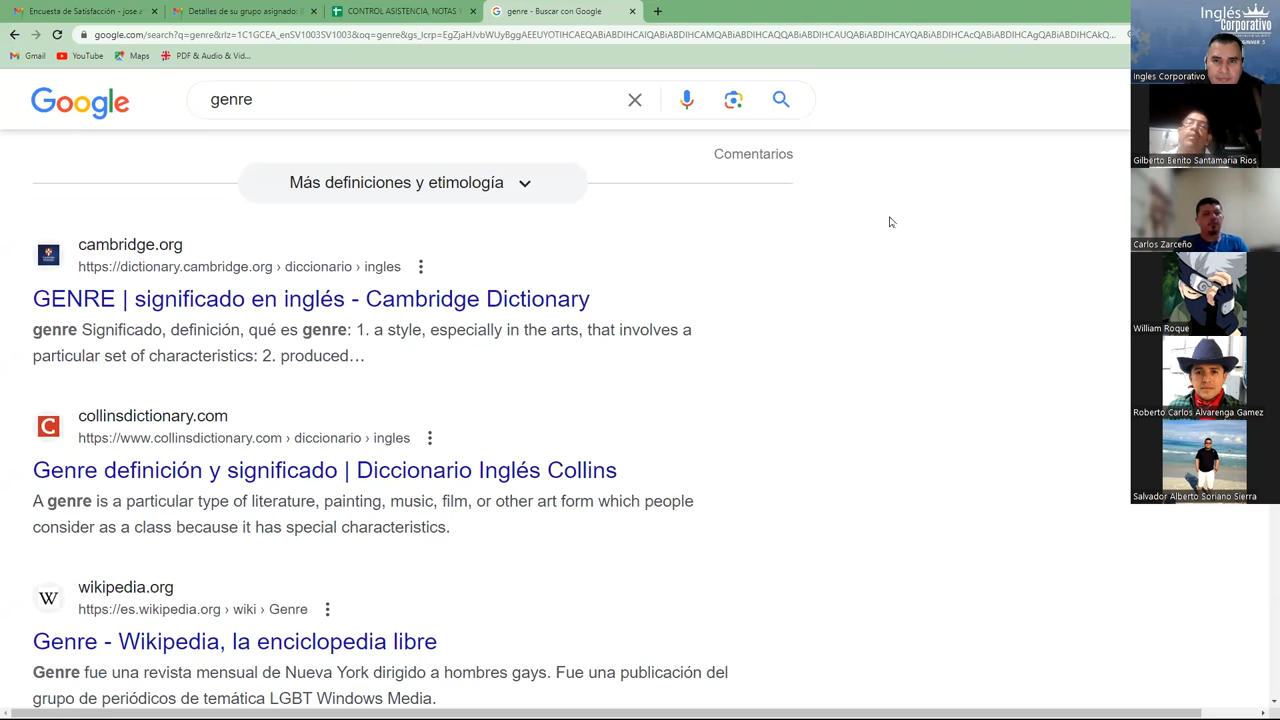 Encuesta de Satisfacción - jose.a
Detalles de su grupo asignado: I
CONTROL ASISTENCIA, NOTAS Y
genre - Buscar con Google
Gmail
YouTube
Maps
PDF & Audio & Vid...
Google
genre
Comentarios
Más definiciones y etimología
cambridge.org
https://dictionary.cambridge.org › diccionario › ingles
GENRE | significado en inglés - Cambridge Dictionary
genre Significado, definición, qué es genre: 1. a style, especially in the arts, that involves a
particular set of characteristics: 2. produced…
collinsdictionary.com
https://www.collinsdictionary.com › diccionario › ingles
Genre definición y significado | Diccionario Inglés Collins
A genre is a particular type of literature, painting, music, film, or other art form which people
consider as a class because it has special characteristics.
wikipedia.org
https://es.wikipedia.org › wiki › Genre
Genre - Wikipedia, la enciclopedia libre
Genre fue una revista mensual de Nueva York dirigido a hombres gays. Fue una publicación del
grupo de periódicos de temática LGBT Windows Media.
Inglés
Corporativo
Ingles Corporativo
Gilberto Benito Santamaria Rios
Carlos Zarceño
William Roque
Roberto Carlos Alvarenga Gamez
Salvador Alberto Soriano Sierra